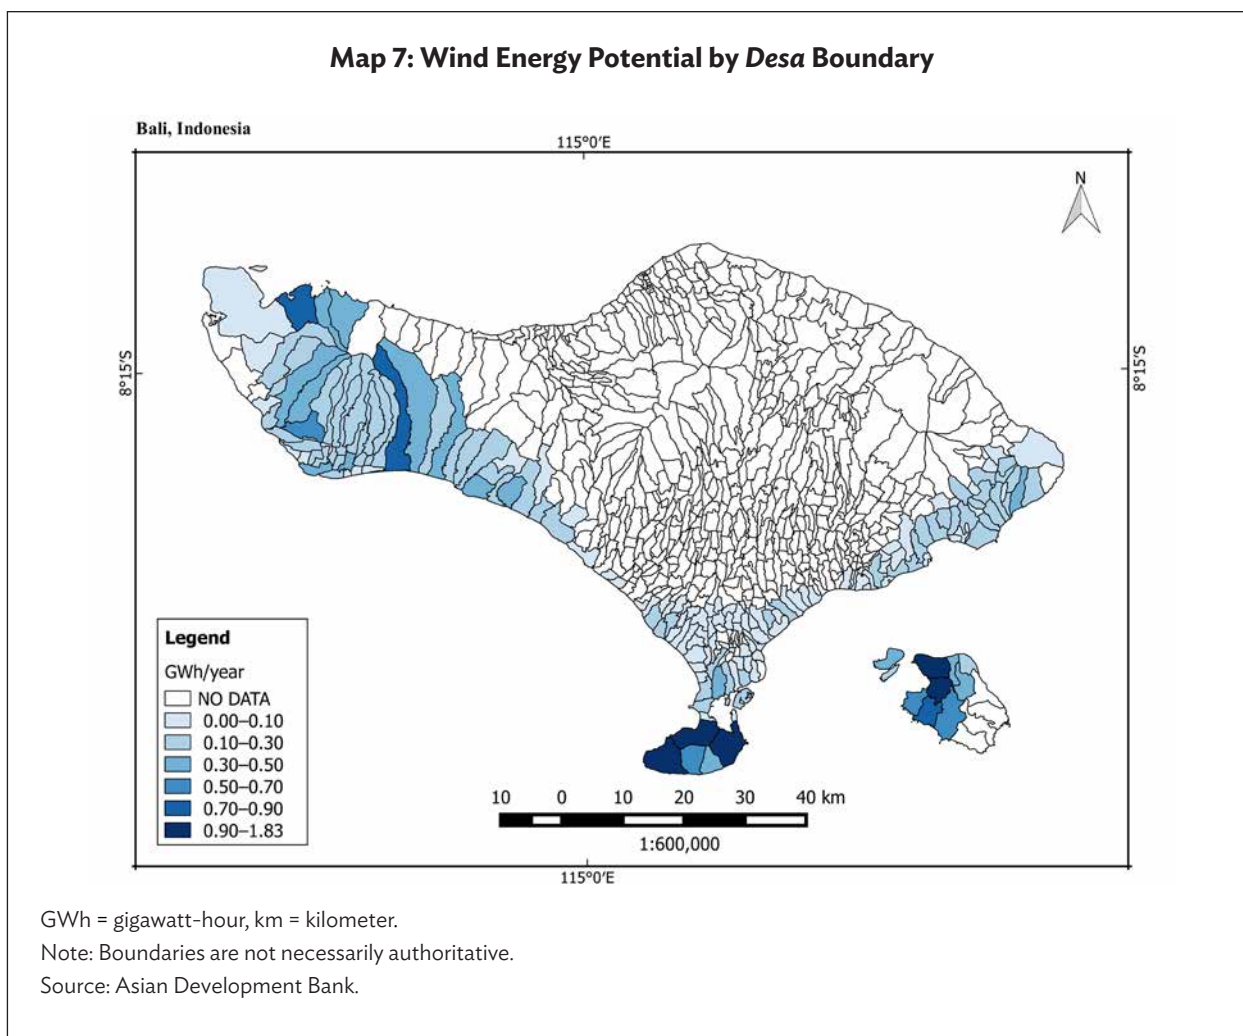 Map 7: Wind Energy Potential by Desa Boundary
Bali, Indonesia
115°0′E
N
8°15′S
8°15′S
Legend
GWh/year
NO DATA
0.00–0.10
0.10–0.30
0.30–0.50
0.50–0.70
0.70–0.90
0.90–1.83
10 0 10 20 30 40 km
1:600,000
115°0′E
GWh = gigawatt-hour, km = kilometer.
Note: Boundaries are not necessarily authoritative.
Source: Asian Development Bank.